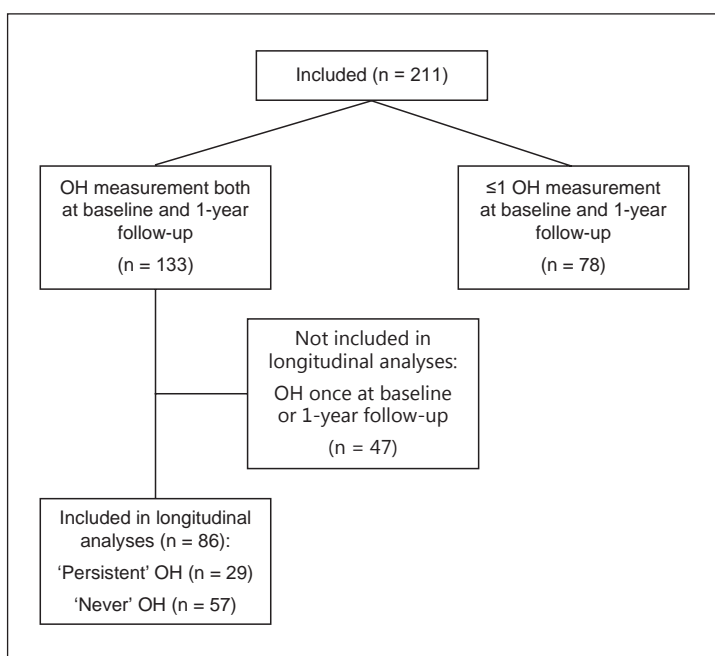 Included (n = 211)
OH measurement both
at baseline and 1-year
follow-up
(n = 133)
≤1 OH measurement
at baseline and 1-year
follow-up
(n = 78)
Not included in
longitudinal analyses:
OH once at baseline
or 1-year follow-up
(n = 47)
Included in longitudinal
analyses (n = 86):
‘Persistent’ OH (n = 29)
‘Never’ OH (n = 57)